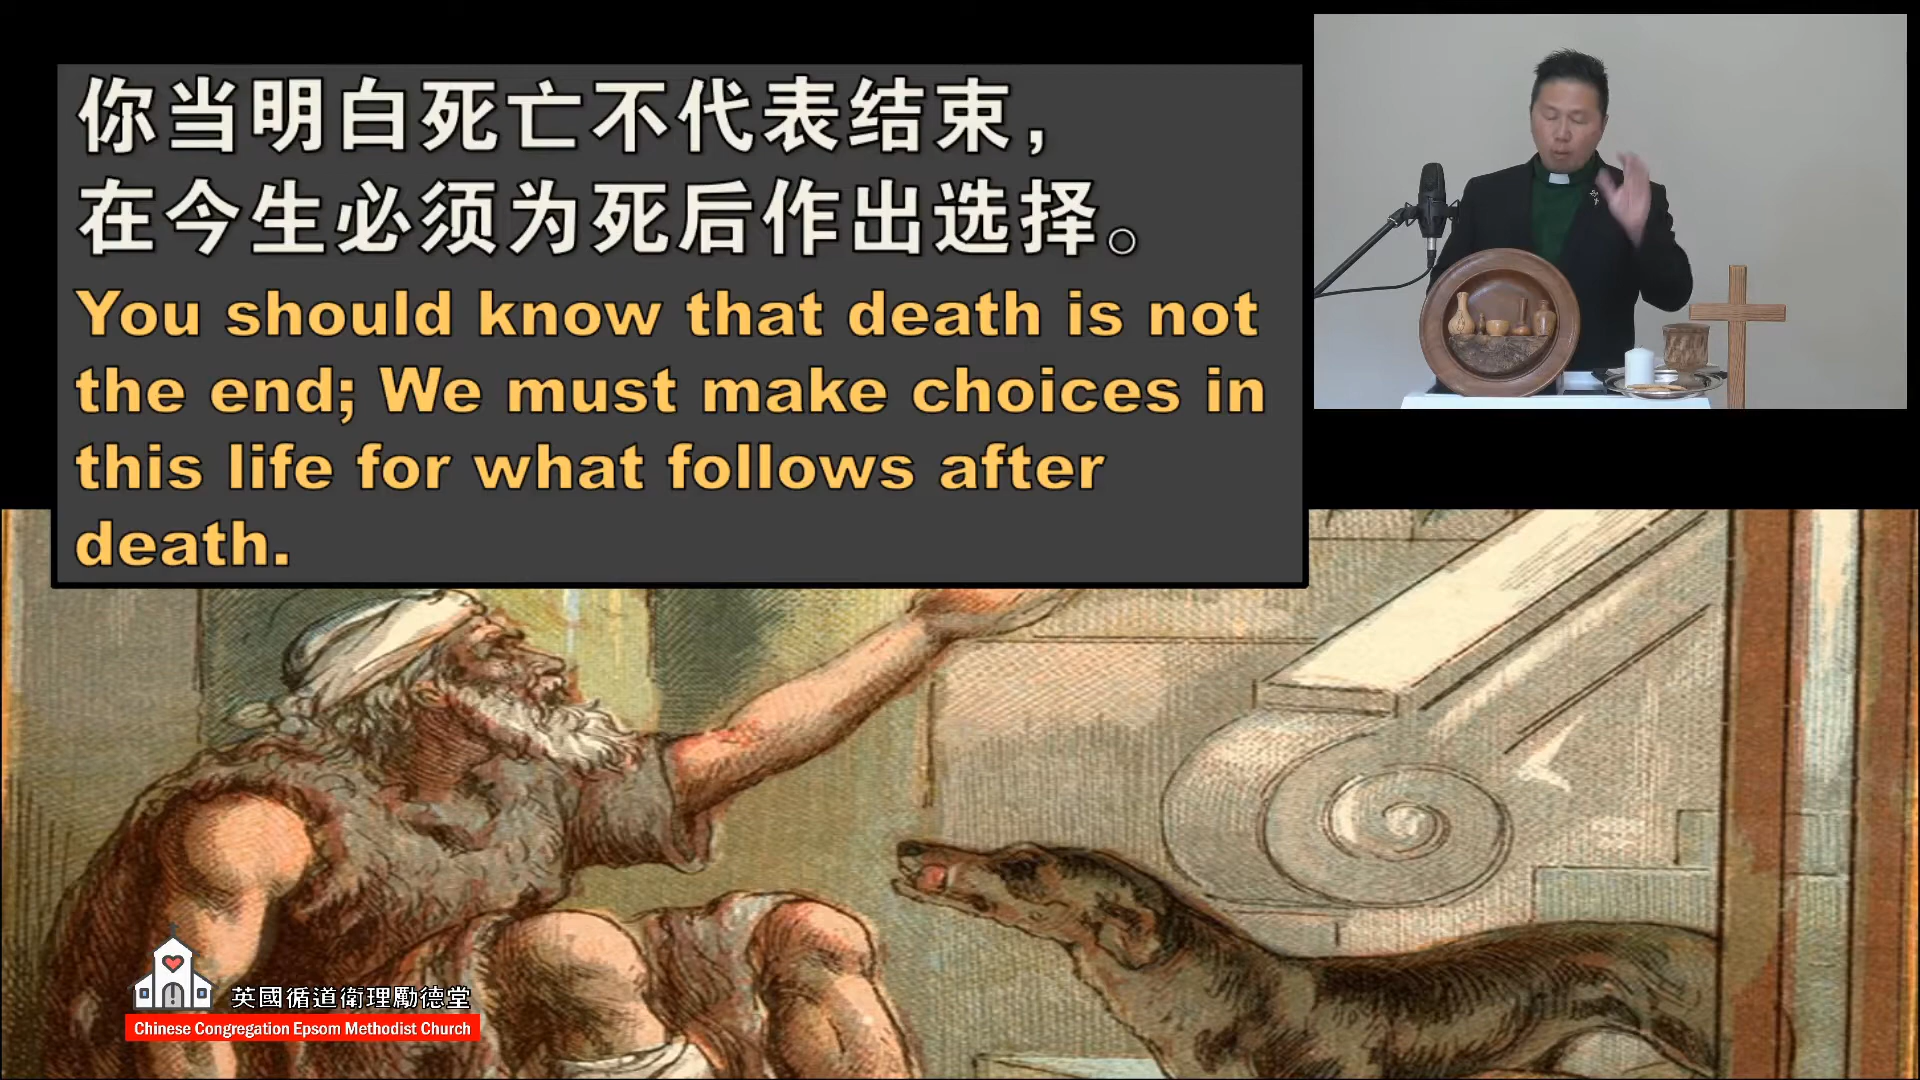 你当明白死亡不代表结束，
在今生必须为死后作出选择。
You should know that death is not
the end; We must make choices in
this life for what follows after
death.
英國循道衛理勵德堂
Chinese Congregation Epsom Methodist Church